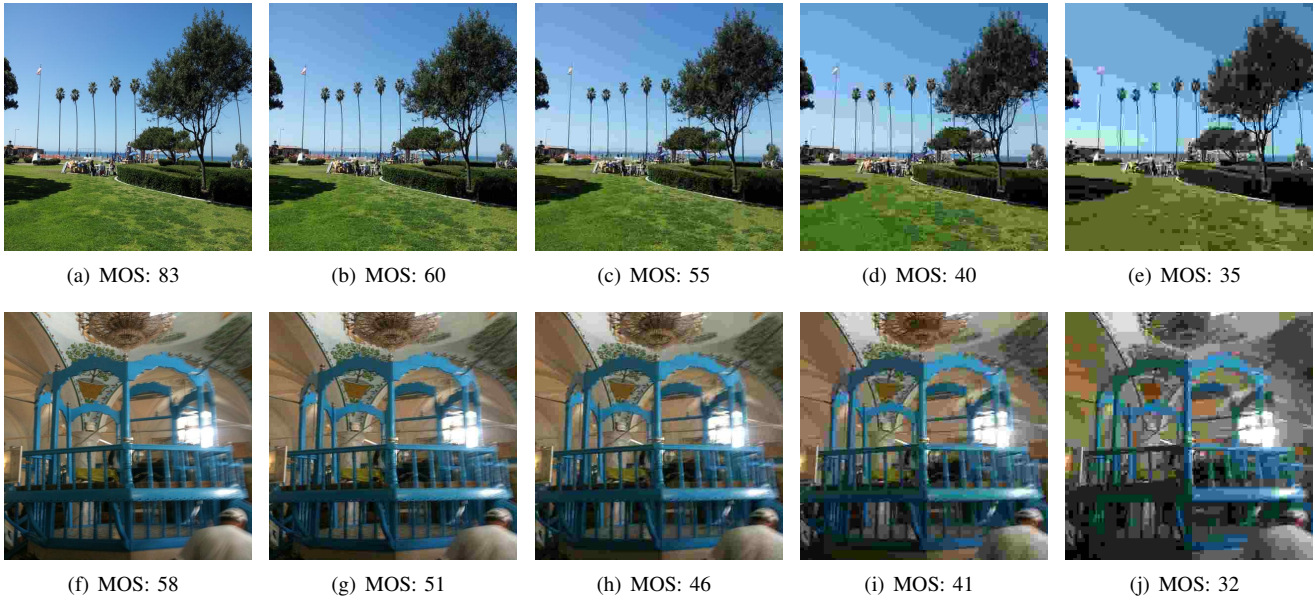 (a) MOS: 83
(b) MOS: 60
(c) MOS: 55
(d) MOS: 40
(e) MOS: 35
(f) MOS: 58
(g) MOS: 51
(h) MOS: 46
(i) MOS: 41
(j) MOS: 32